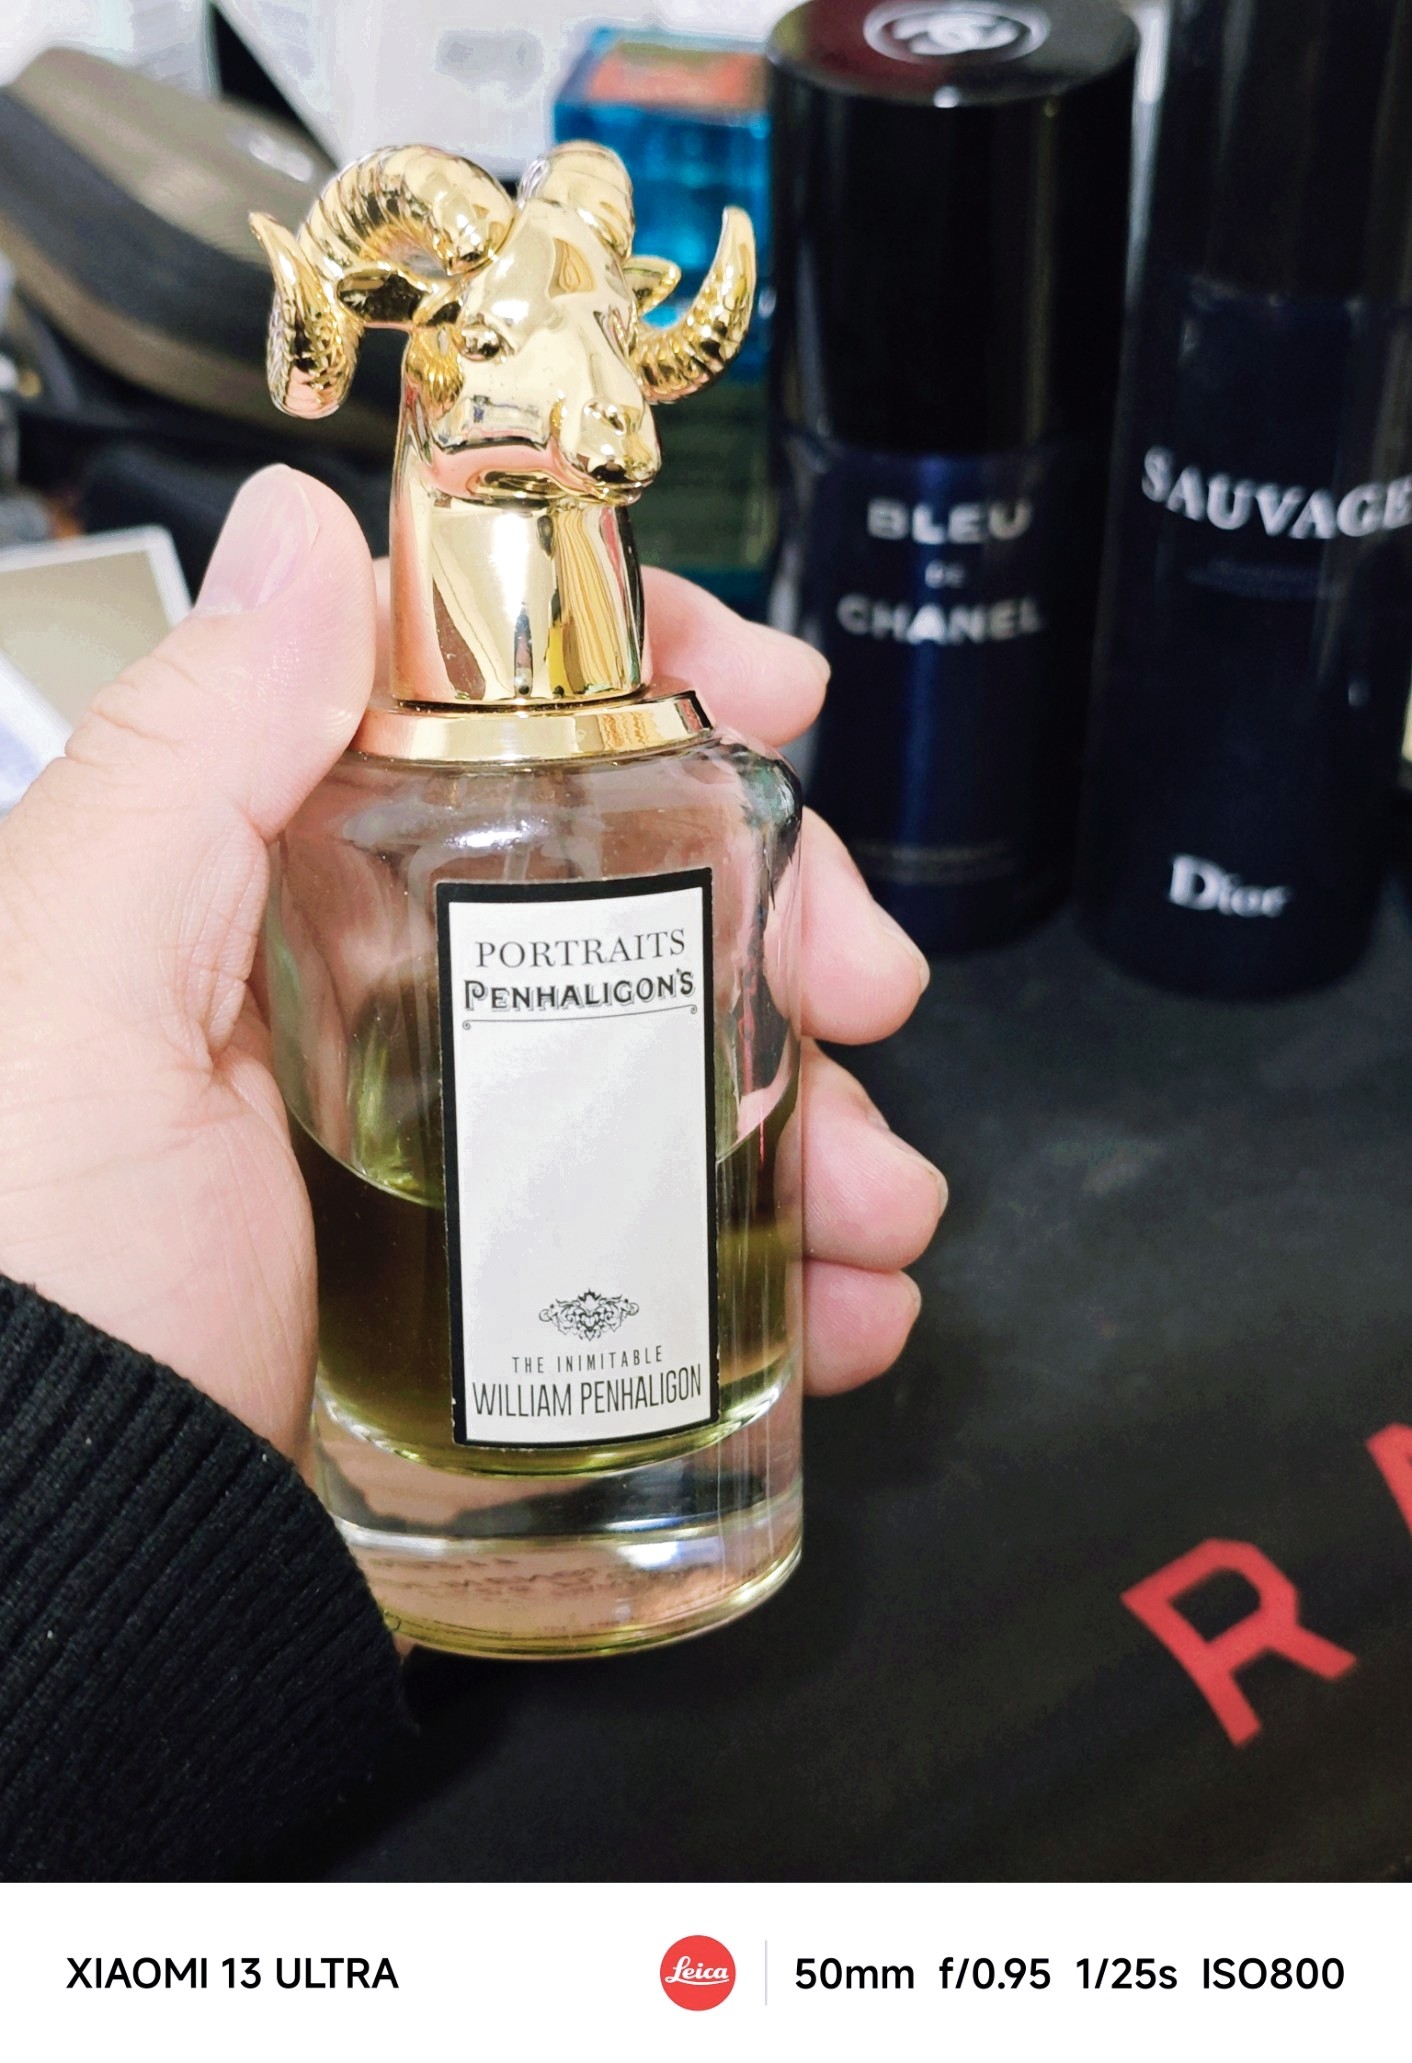 BLEU
DE
CHANEL
SAUVAGE
Dior
PORTRAITS
PENHALIGON'S
THE INIMITABLE
WILLIAM PENHALIGON
R
XIAOMI 13 ULTRA
Leica
50mm f/0.95 1/25s ISO800